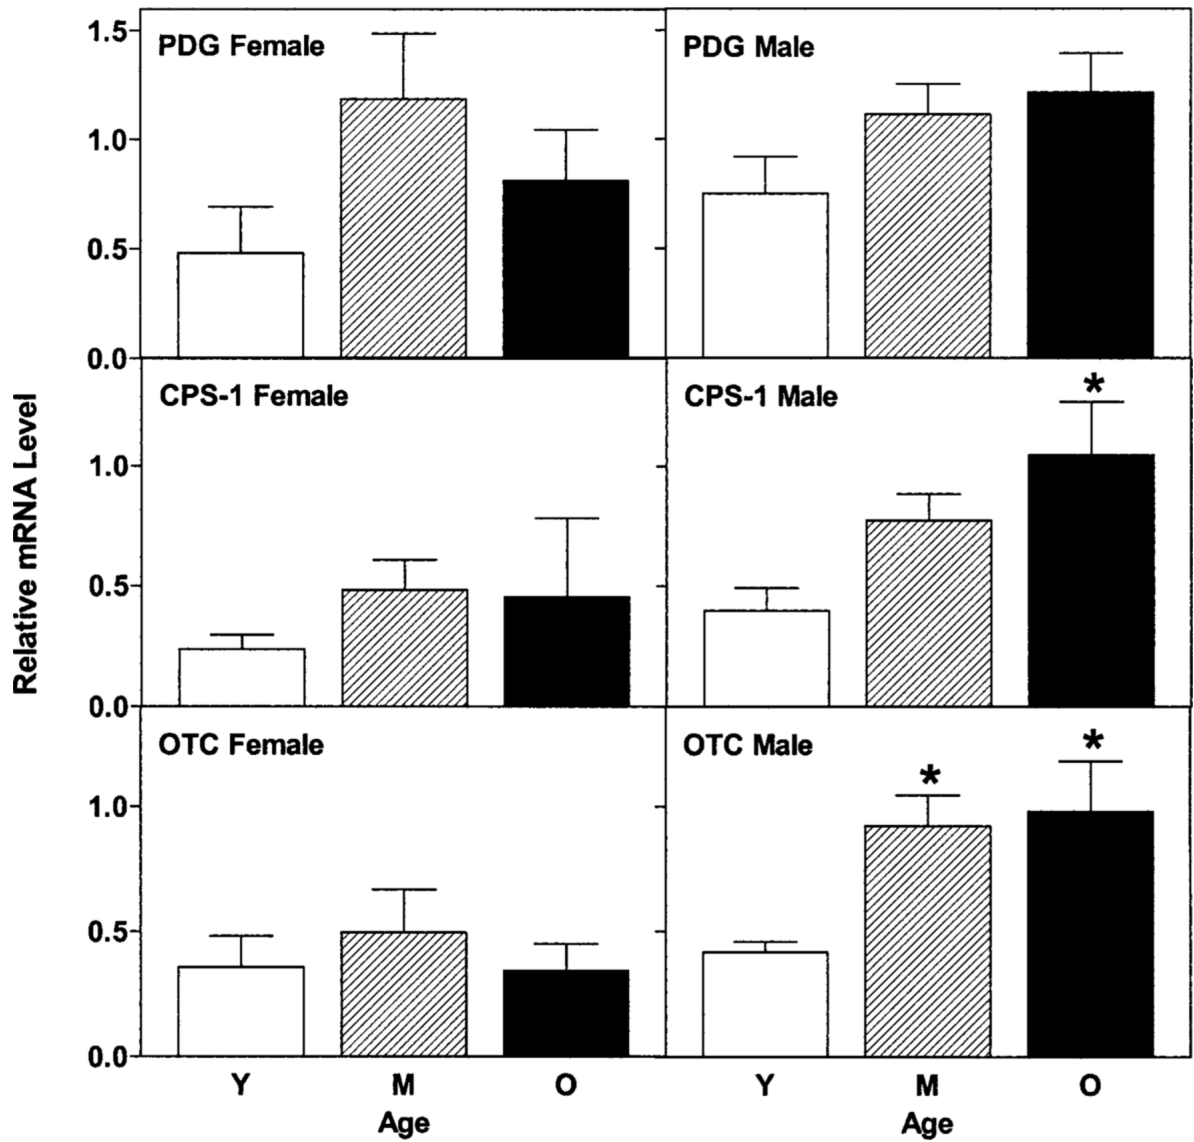 Relative mRNA Level
PDG Female
PDG Male
1.5
1.0
0.5
0.0
CPS-1 Female
CPS-1 Male
*
1.0
0.5
0.0
OTC Female
OTC Male
*
*
1.0
0.5
0.0
Y M O Y M O
Age Age